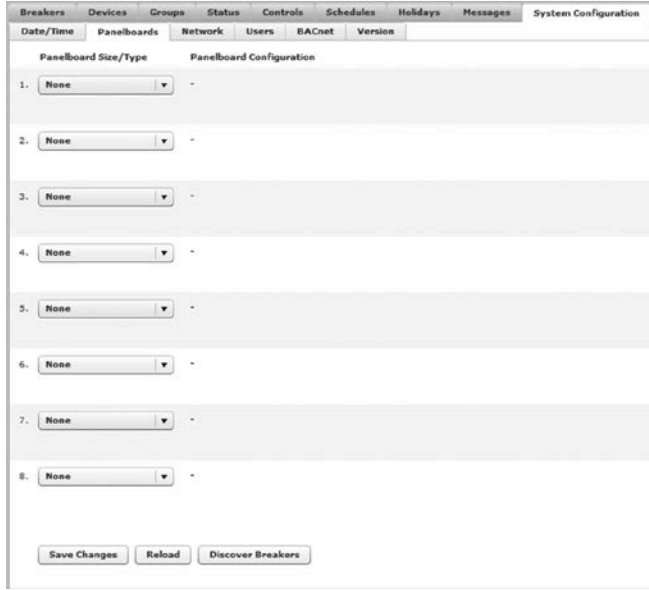 Breakers Devices Groups Status Controls Schedules Holidays Messages System Configuration
Date/Time Panelboards Network Users BACnet Version
Panelboard Size/Type Panelboard Configuration
1. None -
2. None -
3. None -
4. None -
5. None -
6. None -
7. None -
8. None -
Save Changes Reload Discover Breakers